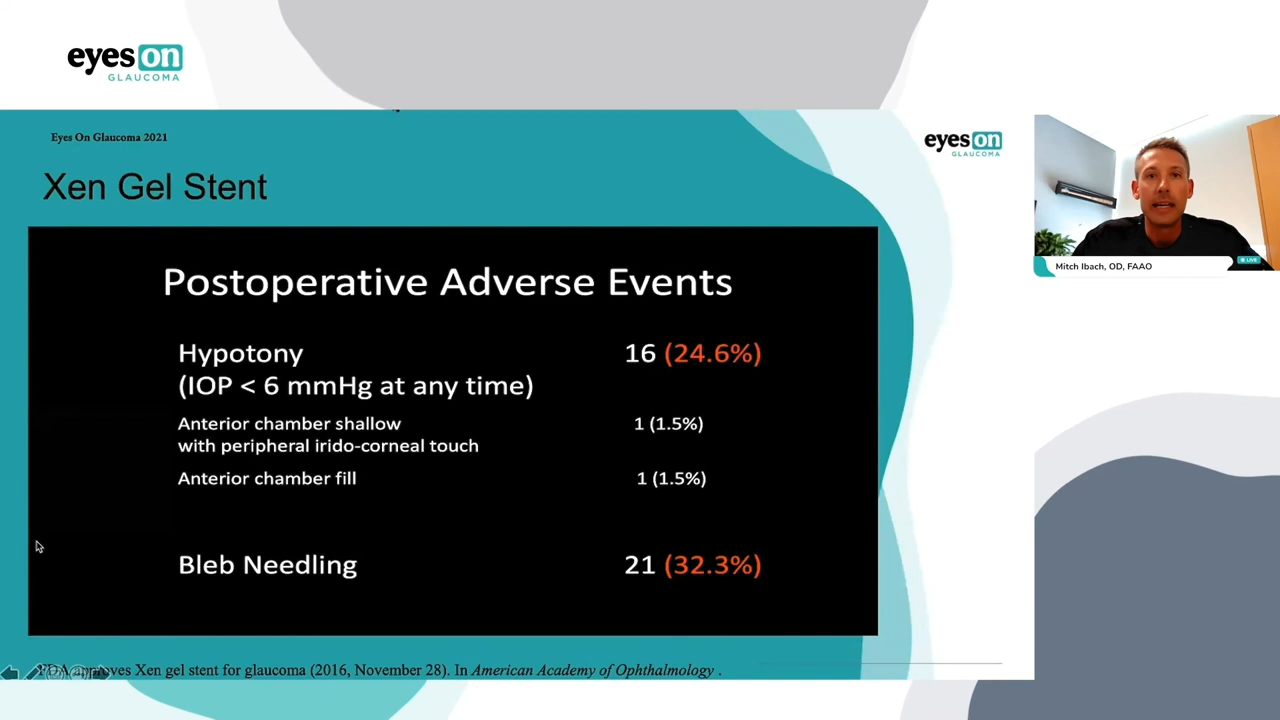 eyes on
GLAUCOMA
Eyes On Glaucoma 2021
eyes on
GLAUCOMA
Xen Gel Stent
Postoperative Adverse Events
Hypotony 16 (24.6%)
(IOP < 6 mmHg at any time)
Anterior chamber shallow 1 (1.5%)
with peripheral irido-corneal touch
Anterior chamber fill 1 (1.5%)
Bleb Needling 21 (32.3%)
FDA approves Xen gel stent for glaucoma (2016, November 28). In American Academy of Ophthalmology .
Mitch Ibach, OD, FAAO
LIVE